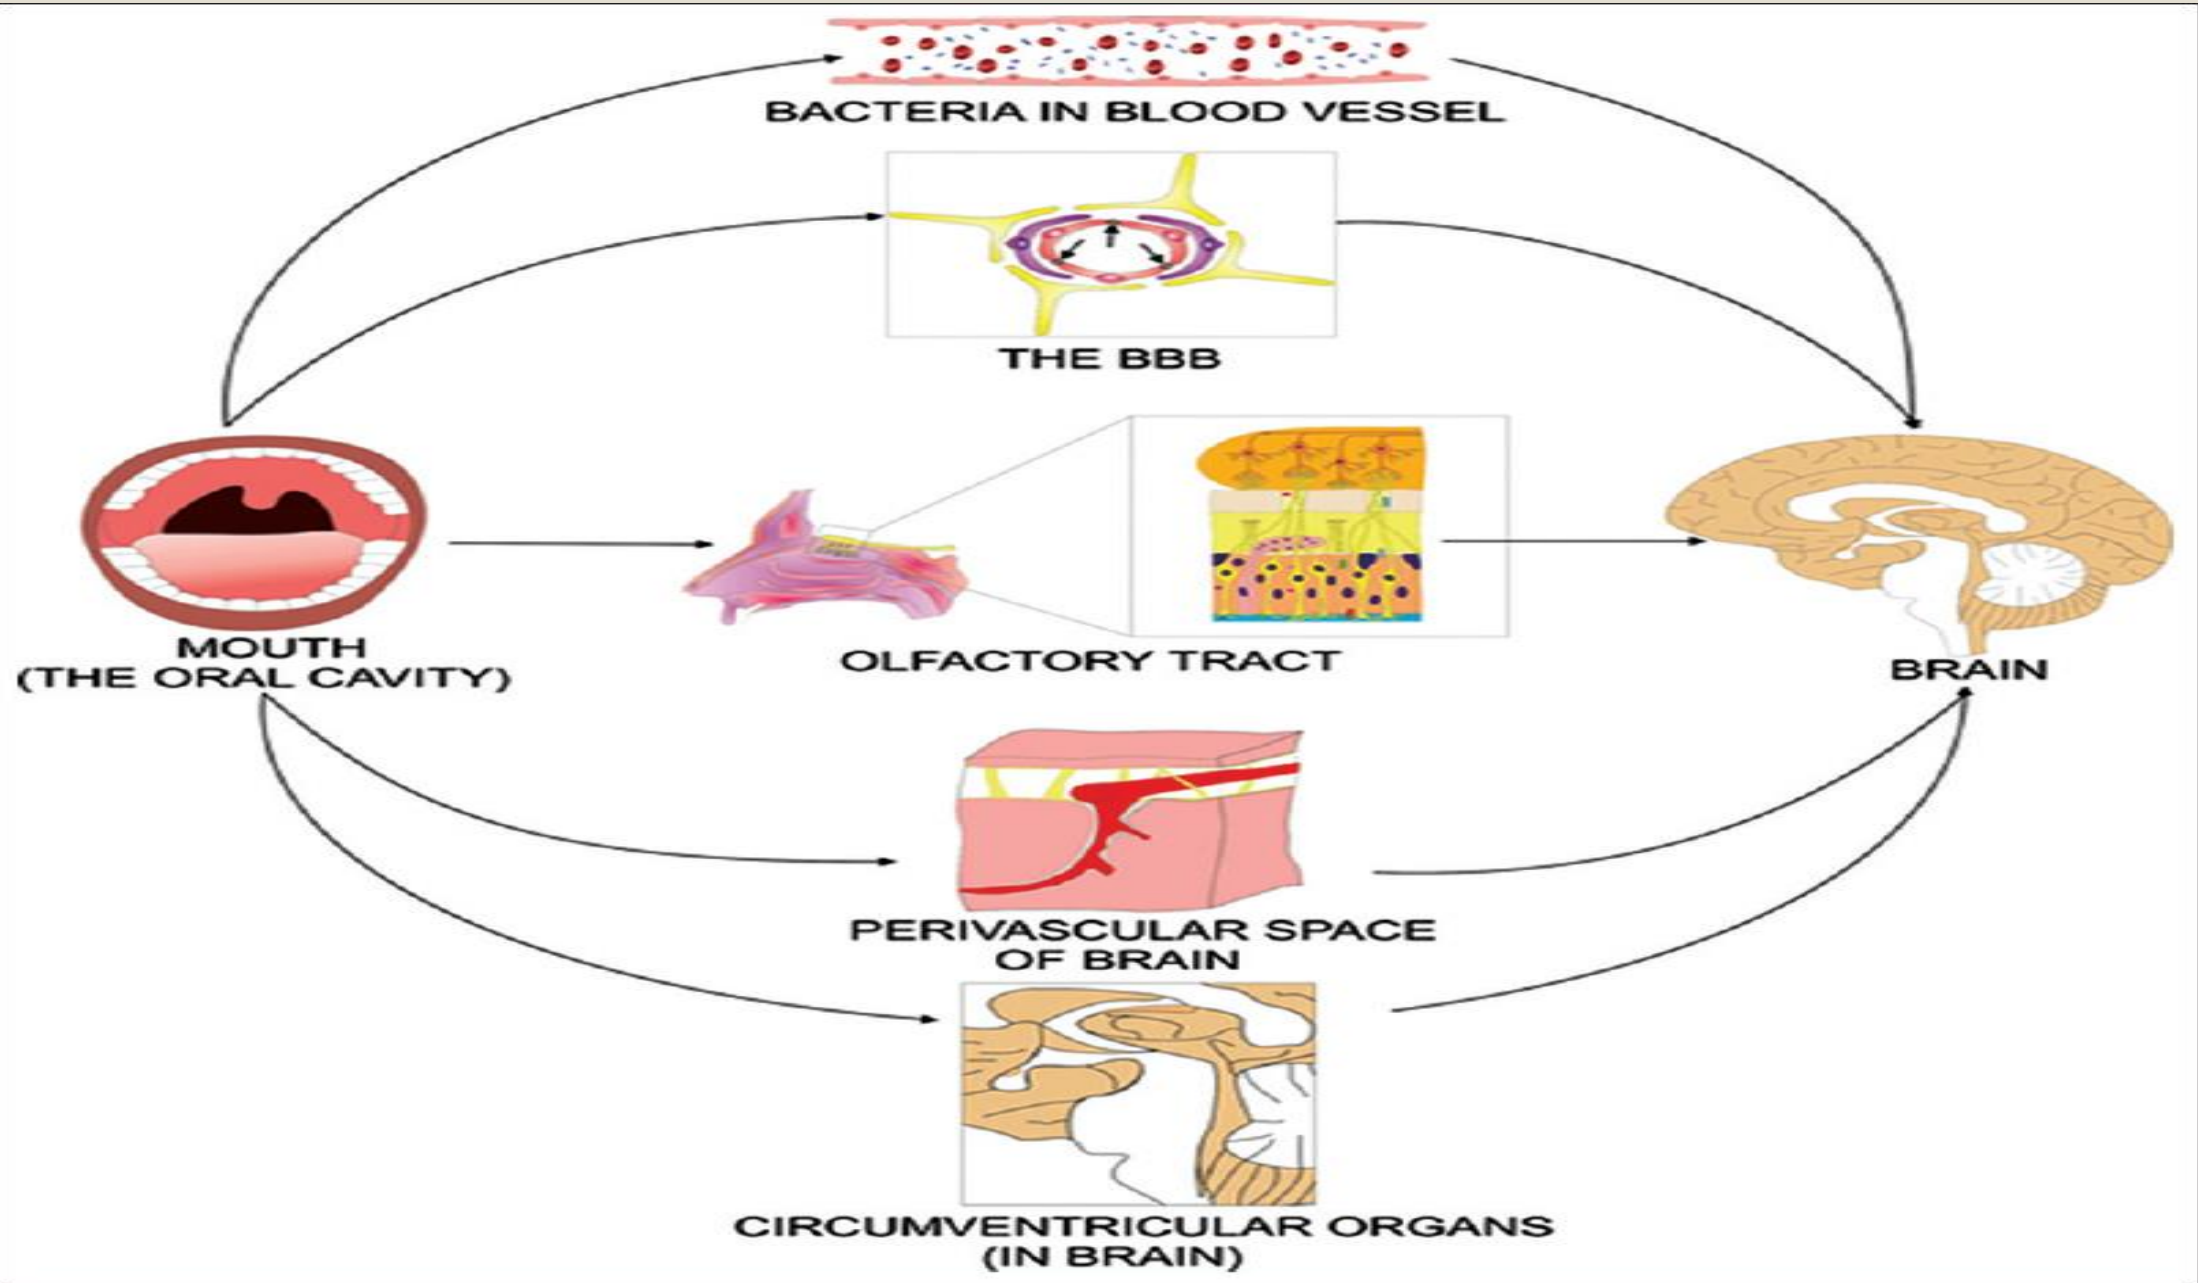 BACTERIA IN BLOOD VESSEL
THE BBB
MOUTH
(THE ORAL CAVITY)
OLFACTORY TRACT
BRAIN
PERIVASCULAR SPACE
OF BRAIN
CIRCUMVENTRICULAR ORGANS
(IN BRAIN)